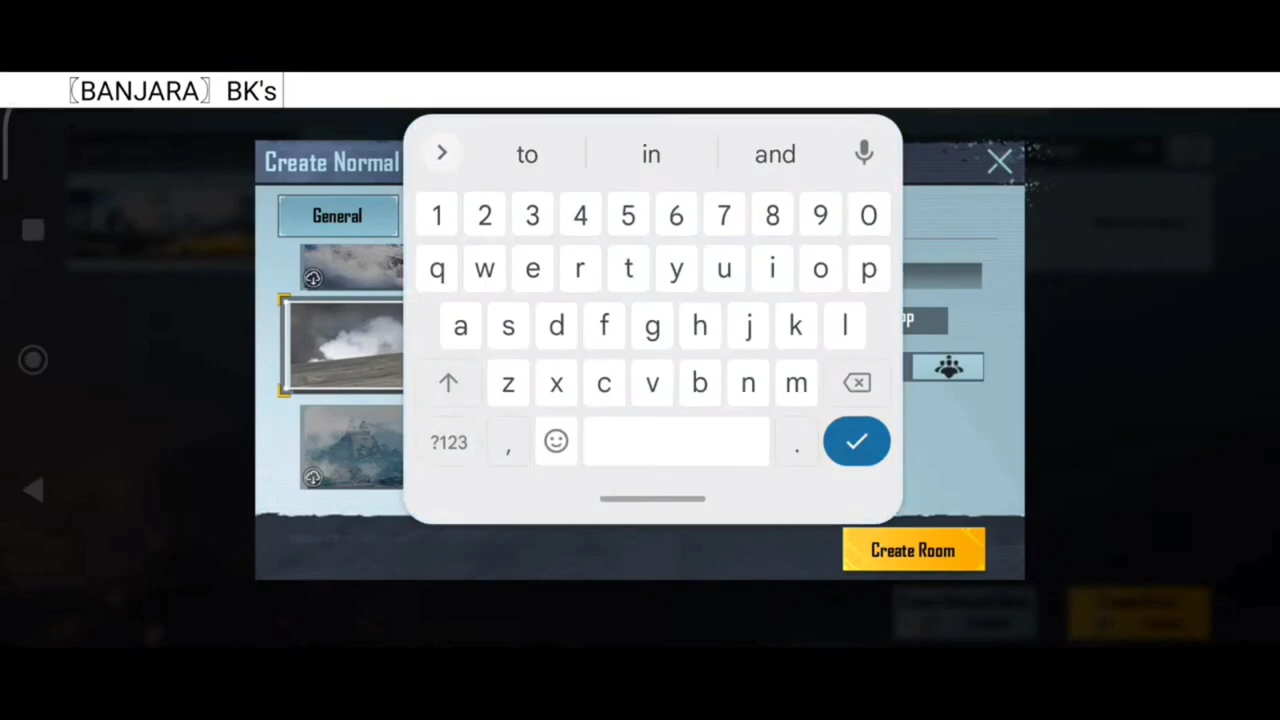 〖BANJARA〗 BK's
Create Normal
General
to in and
1 2 3 4 5 6 7 8 9 0
q w e r t y u i o p
a s d f g h j k l
z x c v b n m
?123 , .
Create Room